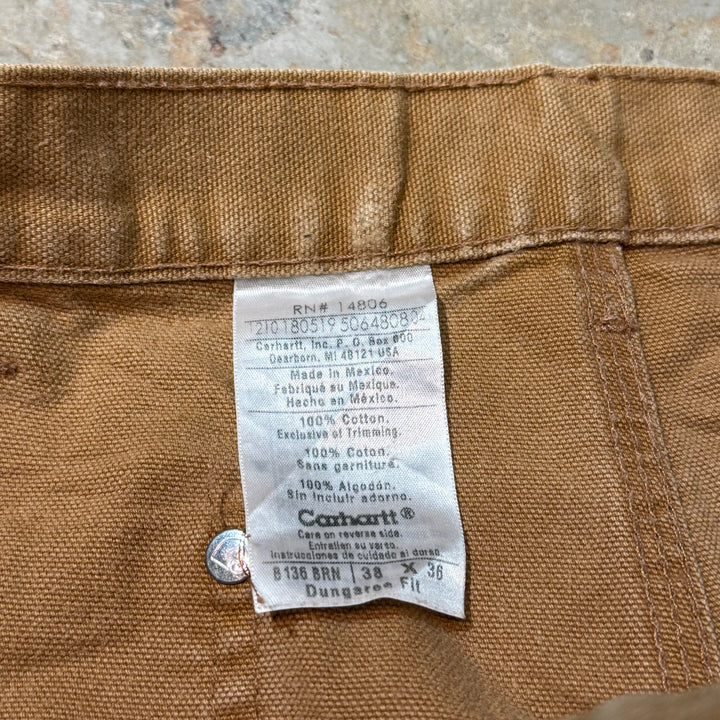 RN# 14806
1210180519506480804
Carhartt, Inc. P. O. Box 600
Dearborn, MI 48121 USA
Made in Mexico.
Fabriqué au Mexique.
Hecho en México.
100% Cotton.
Exclusive of Trimming.
100% Coton.
Sans garniture.
100% Algodón.
Sin incluir adorno.
Carhartt®
Care on reverse side.
Entretien au verso.
Instrucciones de cuidado al dorso
B136 BRN | 38 X 36
Dungaree Fit